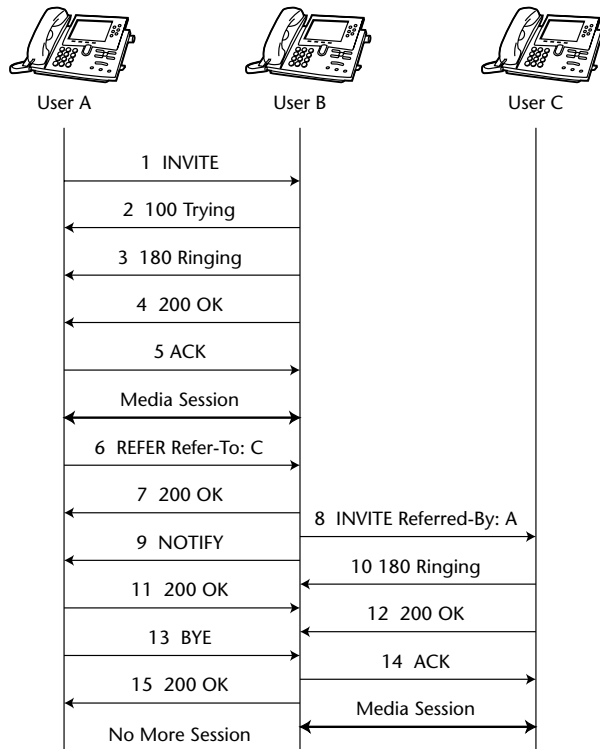 User A
User B
User C
1 INVITE
2 100 Trying
3 180 Ringing
4 200 OK
5 ACK
Media Session
6 REFER Refer-To: C
7 200 OK
8 INVITE Referred-By: A
9 NOTIFY
10 180 Ringing
11 200 OK
12 200 OK
13 BYE
14 ACK
15 200 OK
Media Session
No More Session